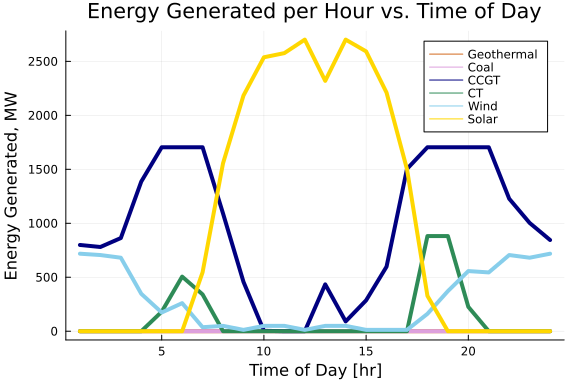 Energy Generated per Hour vs. Time of Day
Energy Generated, MW
2500
2000
1500
1000
500
0
Geothermal
Coal
CCGT
CT
Wind
Solar
5
10
15
20
Time of Day [hr]